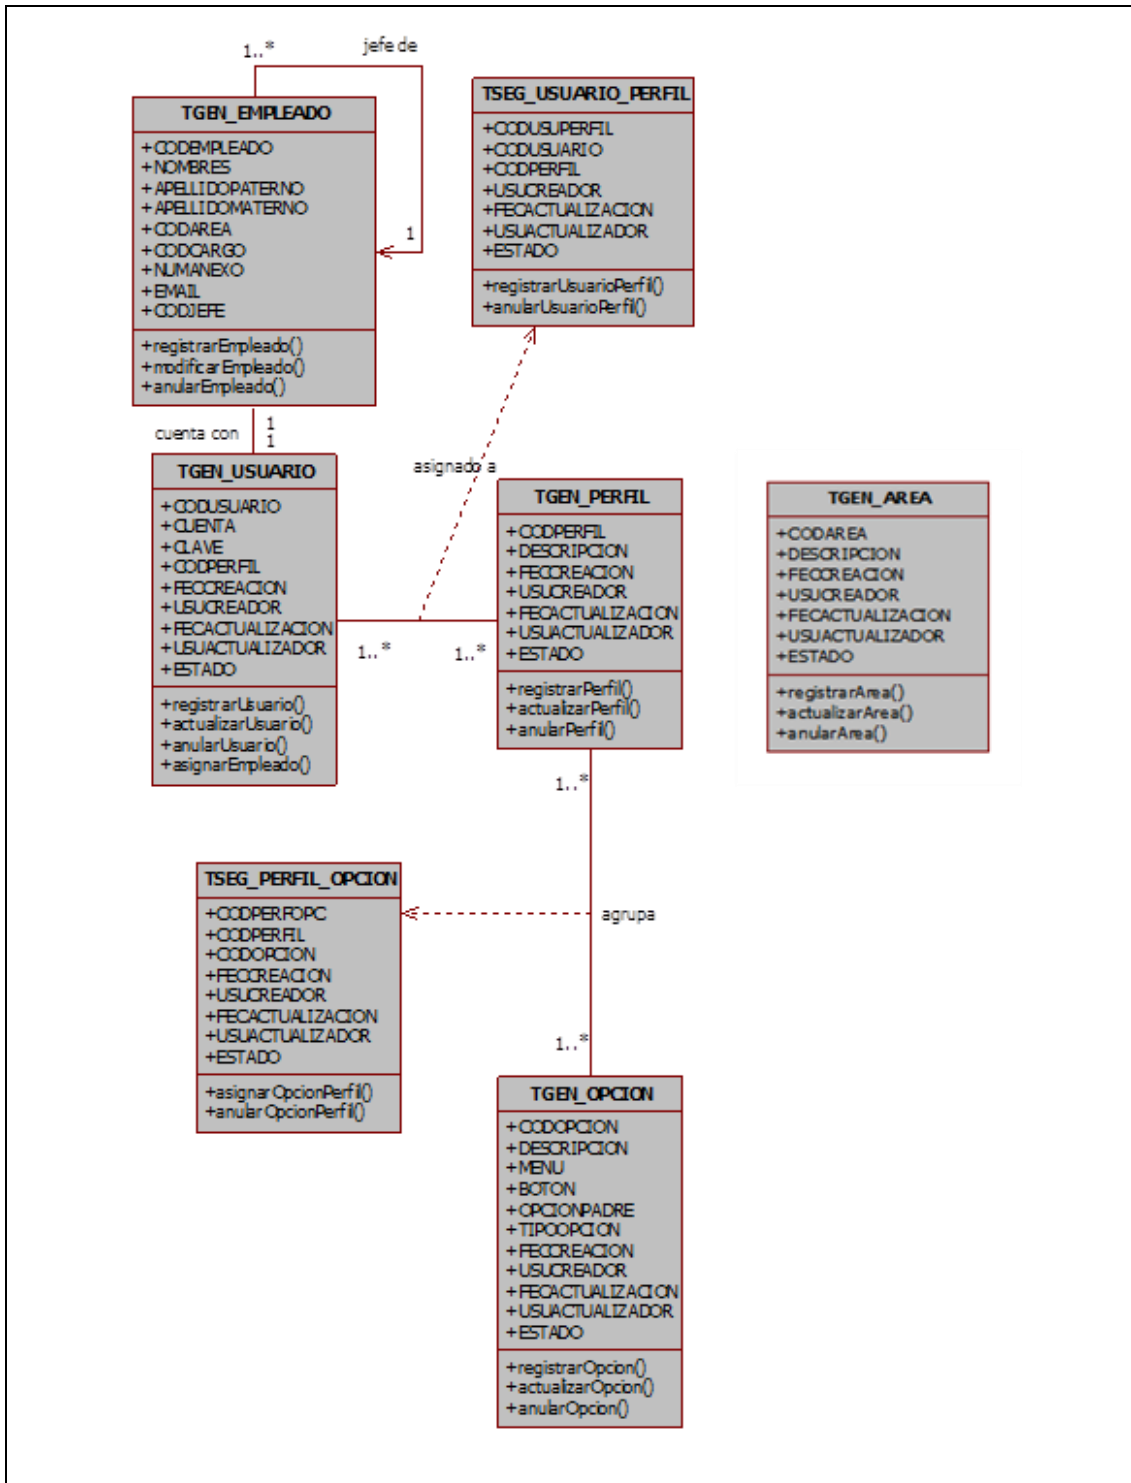 1..*
jefe de
TGEN_EMPLEADO
+CODEMPLEADO
+NOMBRES
+APELLIDOPATERNO
+APELLIDOMATERNO
+CODAREA
+CODCARGO
+NUMANEXO
+EMAIL
+CODJEFE
+registrarEmpleado()
+modificarEmpleado()
+anularEmpleado()
1
TSEG_USUARIO_PERFIL
+CODUSUPERFIL
+CODUSUARIO
+CODPERFIL
+USUCREADOR
+FECACTUALIZACION
+USUACTUALIZADOR
+ESTADO
+registrarUsuarioPerfil()
+anularUsuarioPerfil()
cuenta con
1
1
asignado a
TGEN_USUARIO
+CODUSUARIO
+CUENTA
+CLAVE
+CODPERFIL
+FECCREACION
+USUCREADOR
+FECACTUALIZACION
+USUACTUALIZADOR
+ESTADO
+registrarUsuario()
+actualizarUsuario()
+anularUsuario()
+asignarEmpleado()
1..*
1..*
TGEN_PERFIL
+CODPERFIL
+DESCRIPCION
+FECCREACION
+USUCREADOR
+FECACTUALIZACION
+USUACTUALIZADOR
+ESTADO
+registrarPerfil()
+actualizarPerfil()
+anularPerfil()
TGEN_AREA
+CODAREA
+DESCRIPCION
+FECCREACION
+USUCREADOR
+FECACTUALIZACION
+USUACTUALIZADOR
+ESTADO
+registrarArea()
+actualizarArea()
+anularArea()
1..*
TSEG_PERFIL_OPCION
+CODPERFOPC
+CODPERFIL
+CODOPCION
+FECCREACION
+USUCREADOR
+FECACTUALIZACION
+USUACTUALIZADOR
+ESTADO
+asignarOpcionPerfil()
+anularOpcionPerfil()
agrupa
1..*
TGEN_OPCION
+CODOPCION
+DESCRIPCION
+MENU
+BOTON
+OPCIONPADRE
+TIPOOPCION
+FECCREACION
+USUCREADOR
+FECACTUALIZACION
+USUACTUALIZADOR
+ESTADO
+registrarOpcion()
+actualizarOpcion()
+anularOpcion()